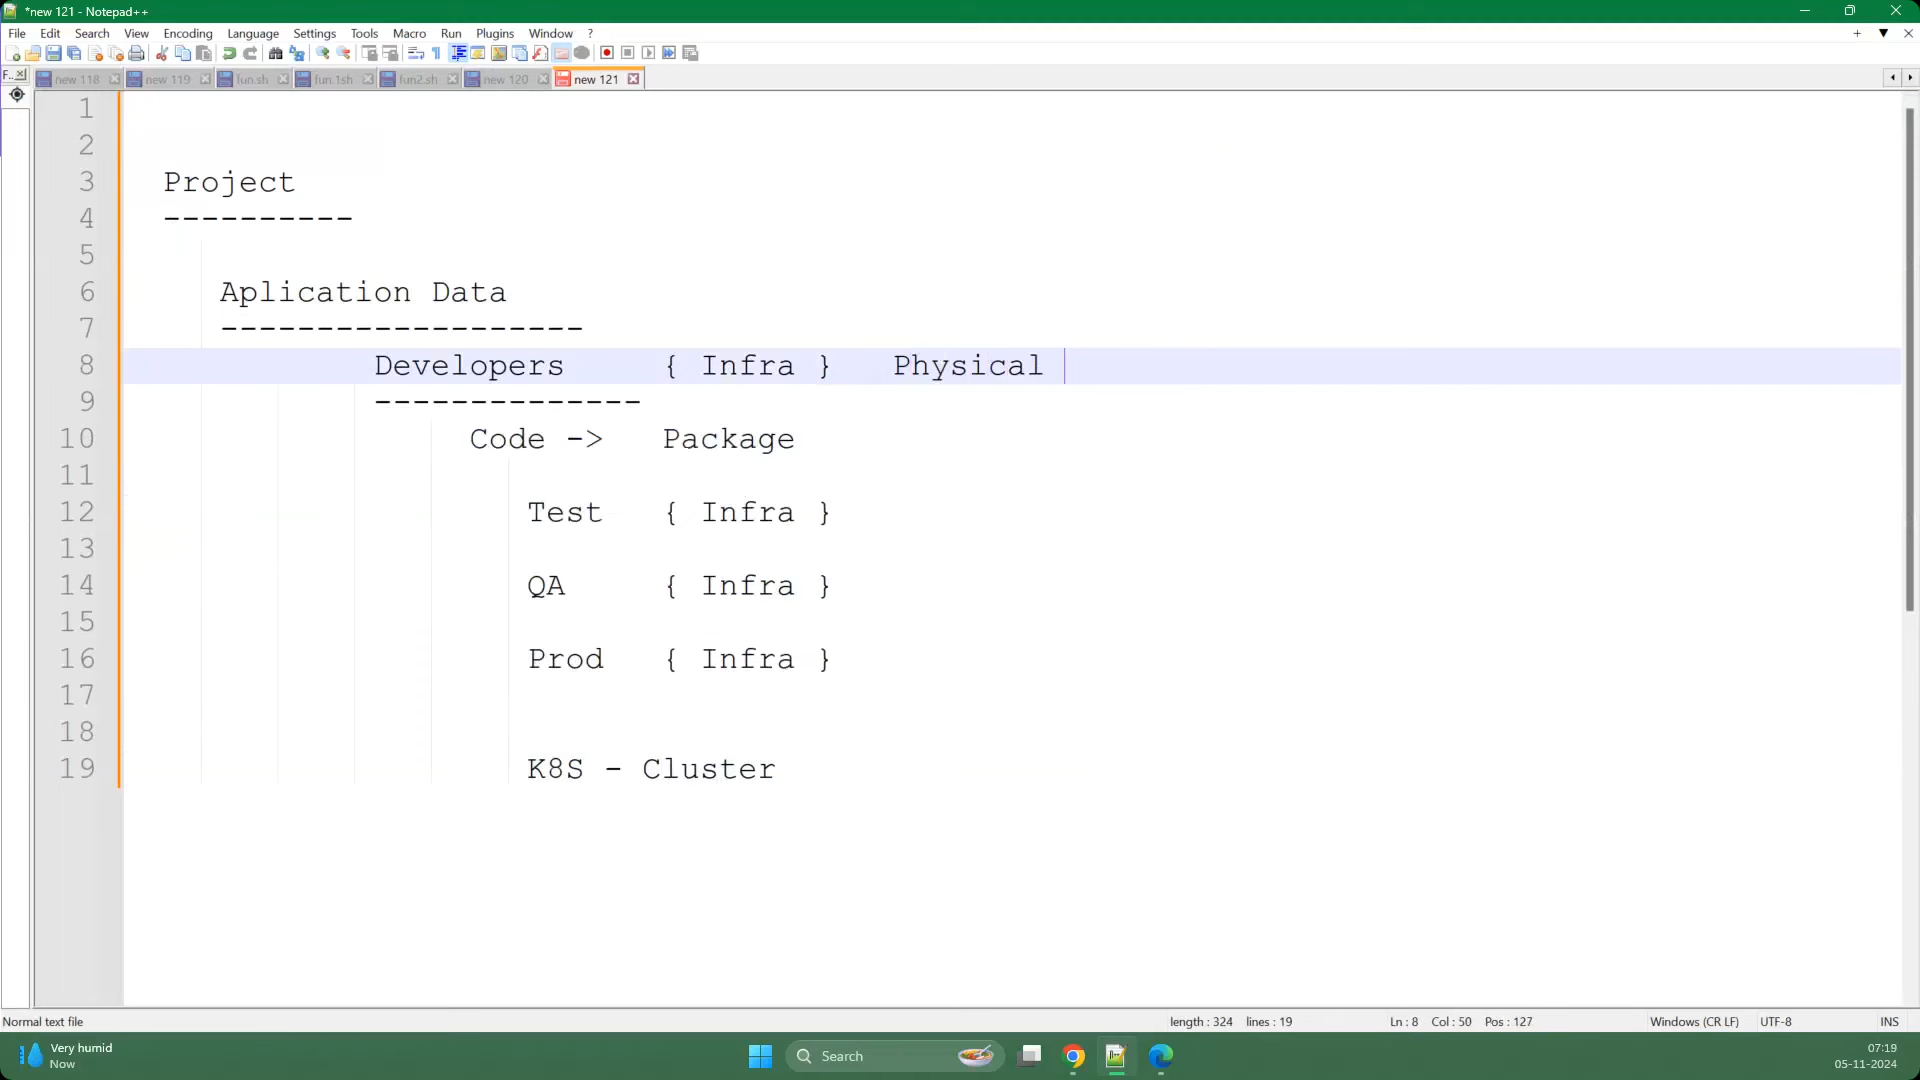 *new 121 - Notepad++
File Edit Search View Encoding Language Settings Tools Macro Run Plugins Window ?
F.. new 118 new 119 fun.sh fun.1sh fun2.sh new 120 new 121
1
2
3 Project
4 ----------
5
6 Aplication Data
7 -------------------
8 Developers { Infra } Physical
9 --------------
10 Code -> Package
11
12 Test { Infra }
13
14 QA { Infra }
15
16 Prod { Infra }
17
18
19 K8S - Cluster
Normal text file length : 324 lines : 19 Ln : 8 Col : 50 Pos : 127 Windows (CR LF) UTF-8 INS
Very humid
Now
Search
07:19
05-11-2024